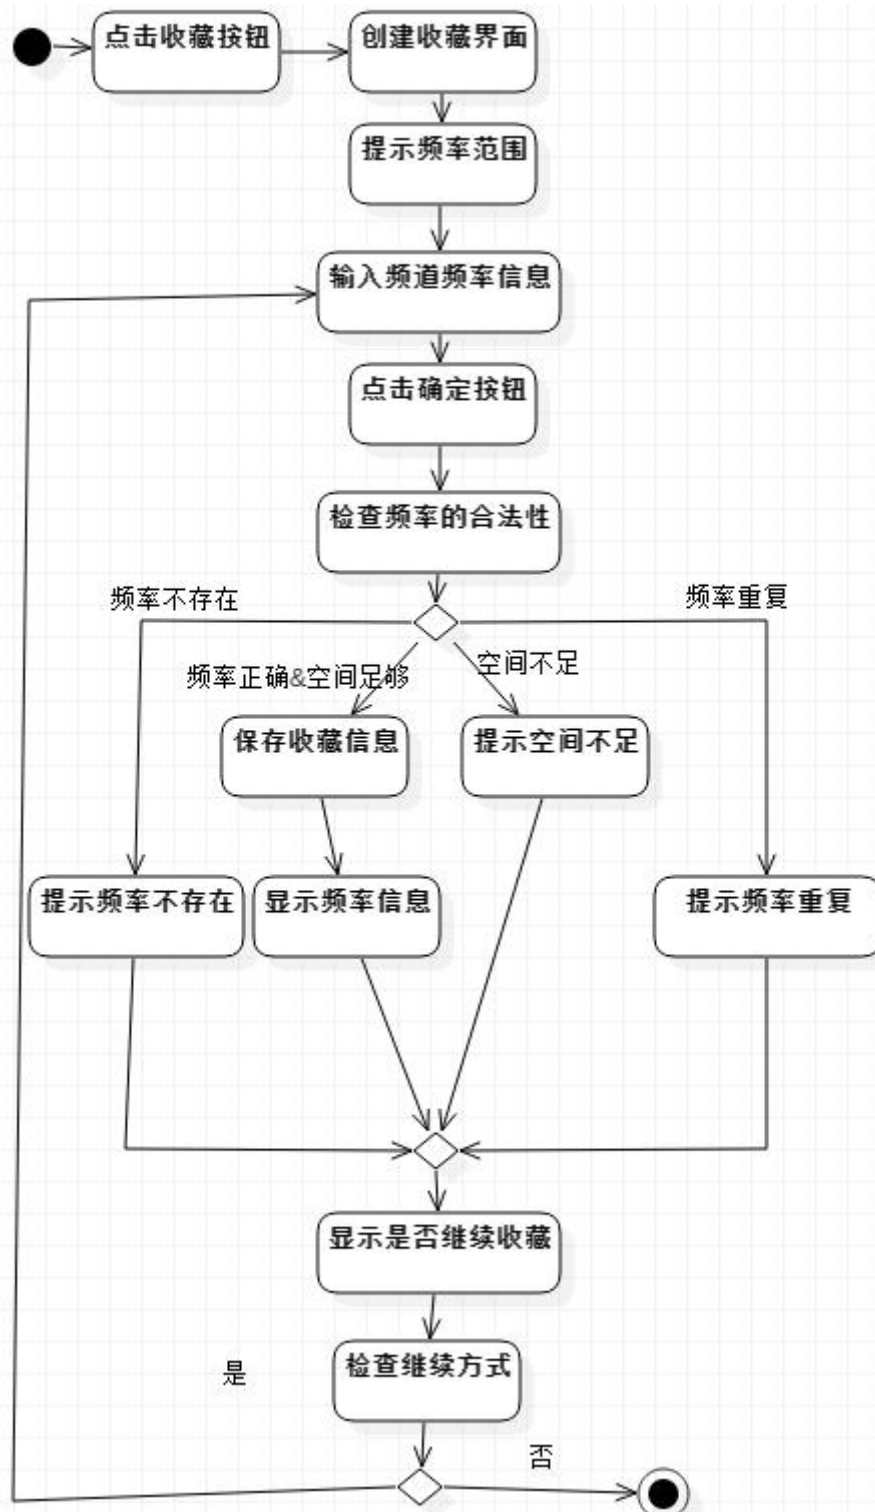 点击收藏按钮
创建收藏界面
提示频率范围
输入频道频率信息
点击确定按钮
检查频率的合法性
频率不存在
频率重复
频率正确&空间足够
空间不足
保存收藏信息
提示空间不足
提示频率不存在
显示频率信息
提示频率重复
显示是否继续收藏
检查继续方式
是
否